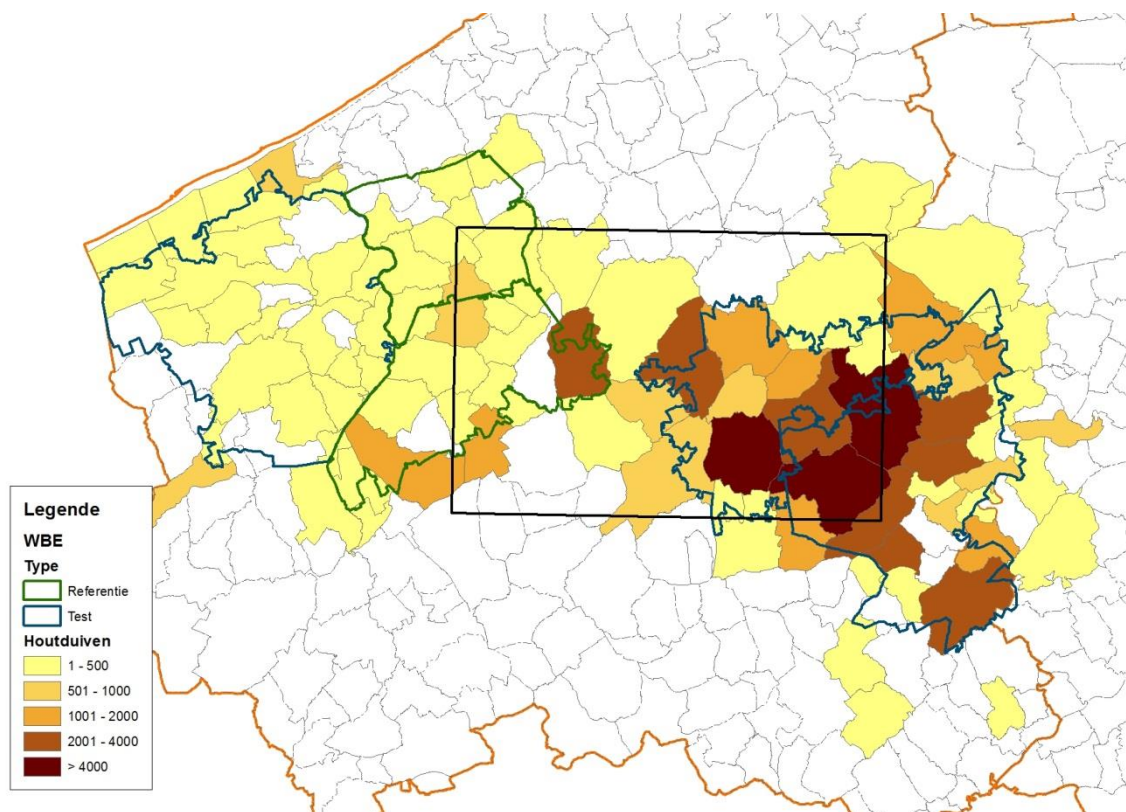 Legende
WBE
Type
Referentie
Test
Houtduiven
1 - 500
501 - 1000
1001 - 2000
2001 - 4000
> 4000